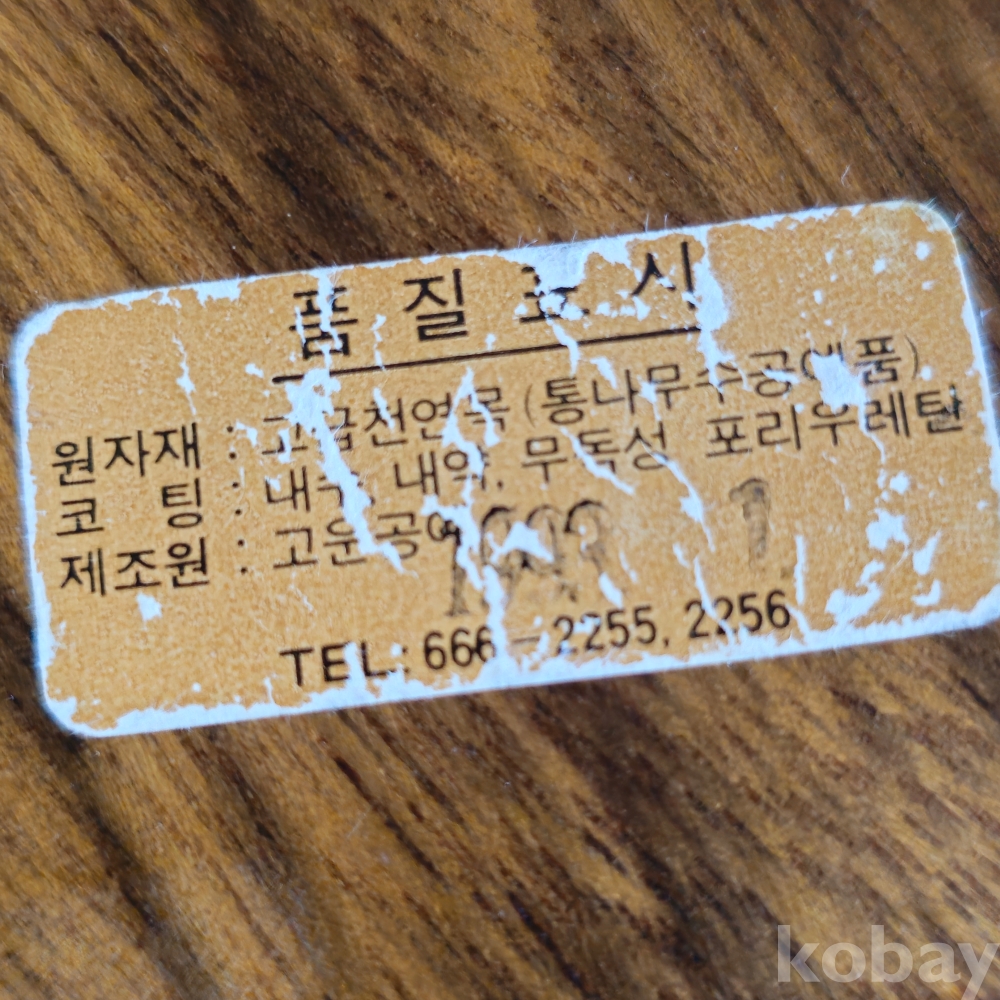 품질표시
원자재 : 고급천연목 (통나무수공예품)
코팅 : 내수, 내약, 무독성 포리우레탄
제조원 : 고운공예
1993 1
TEL: 666-2255, 2256
kobay